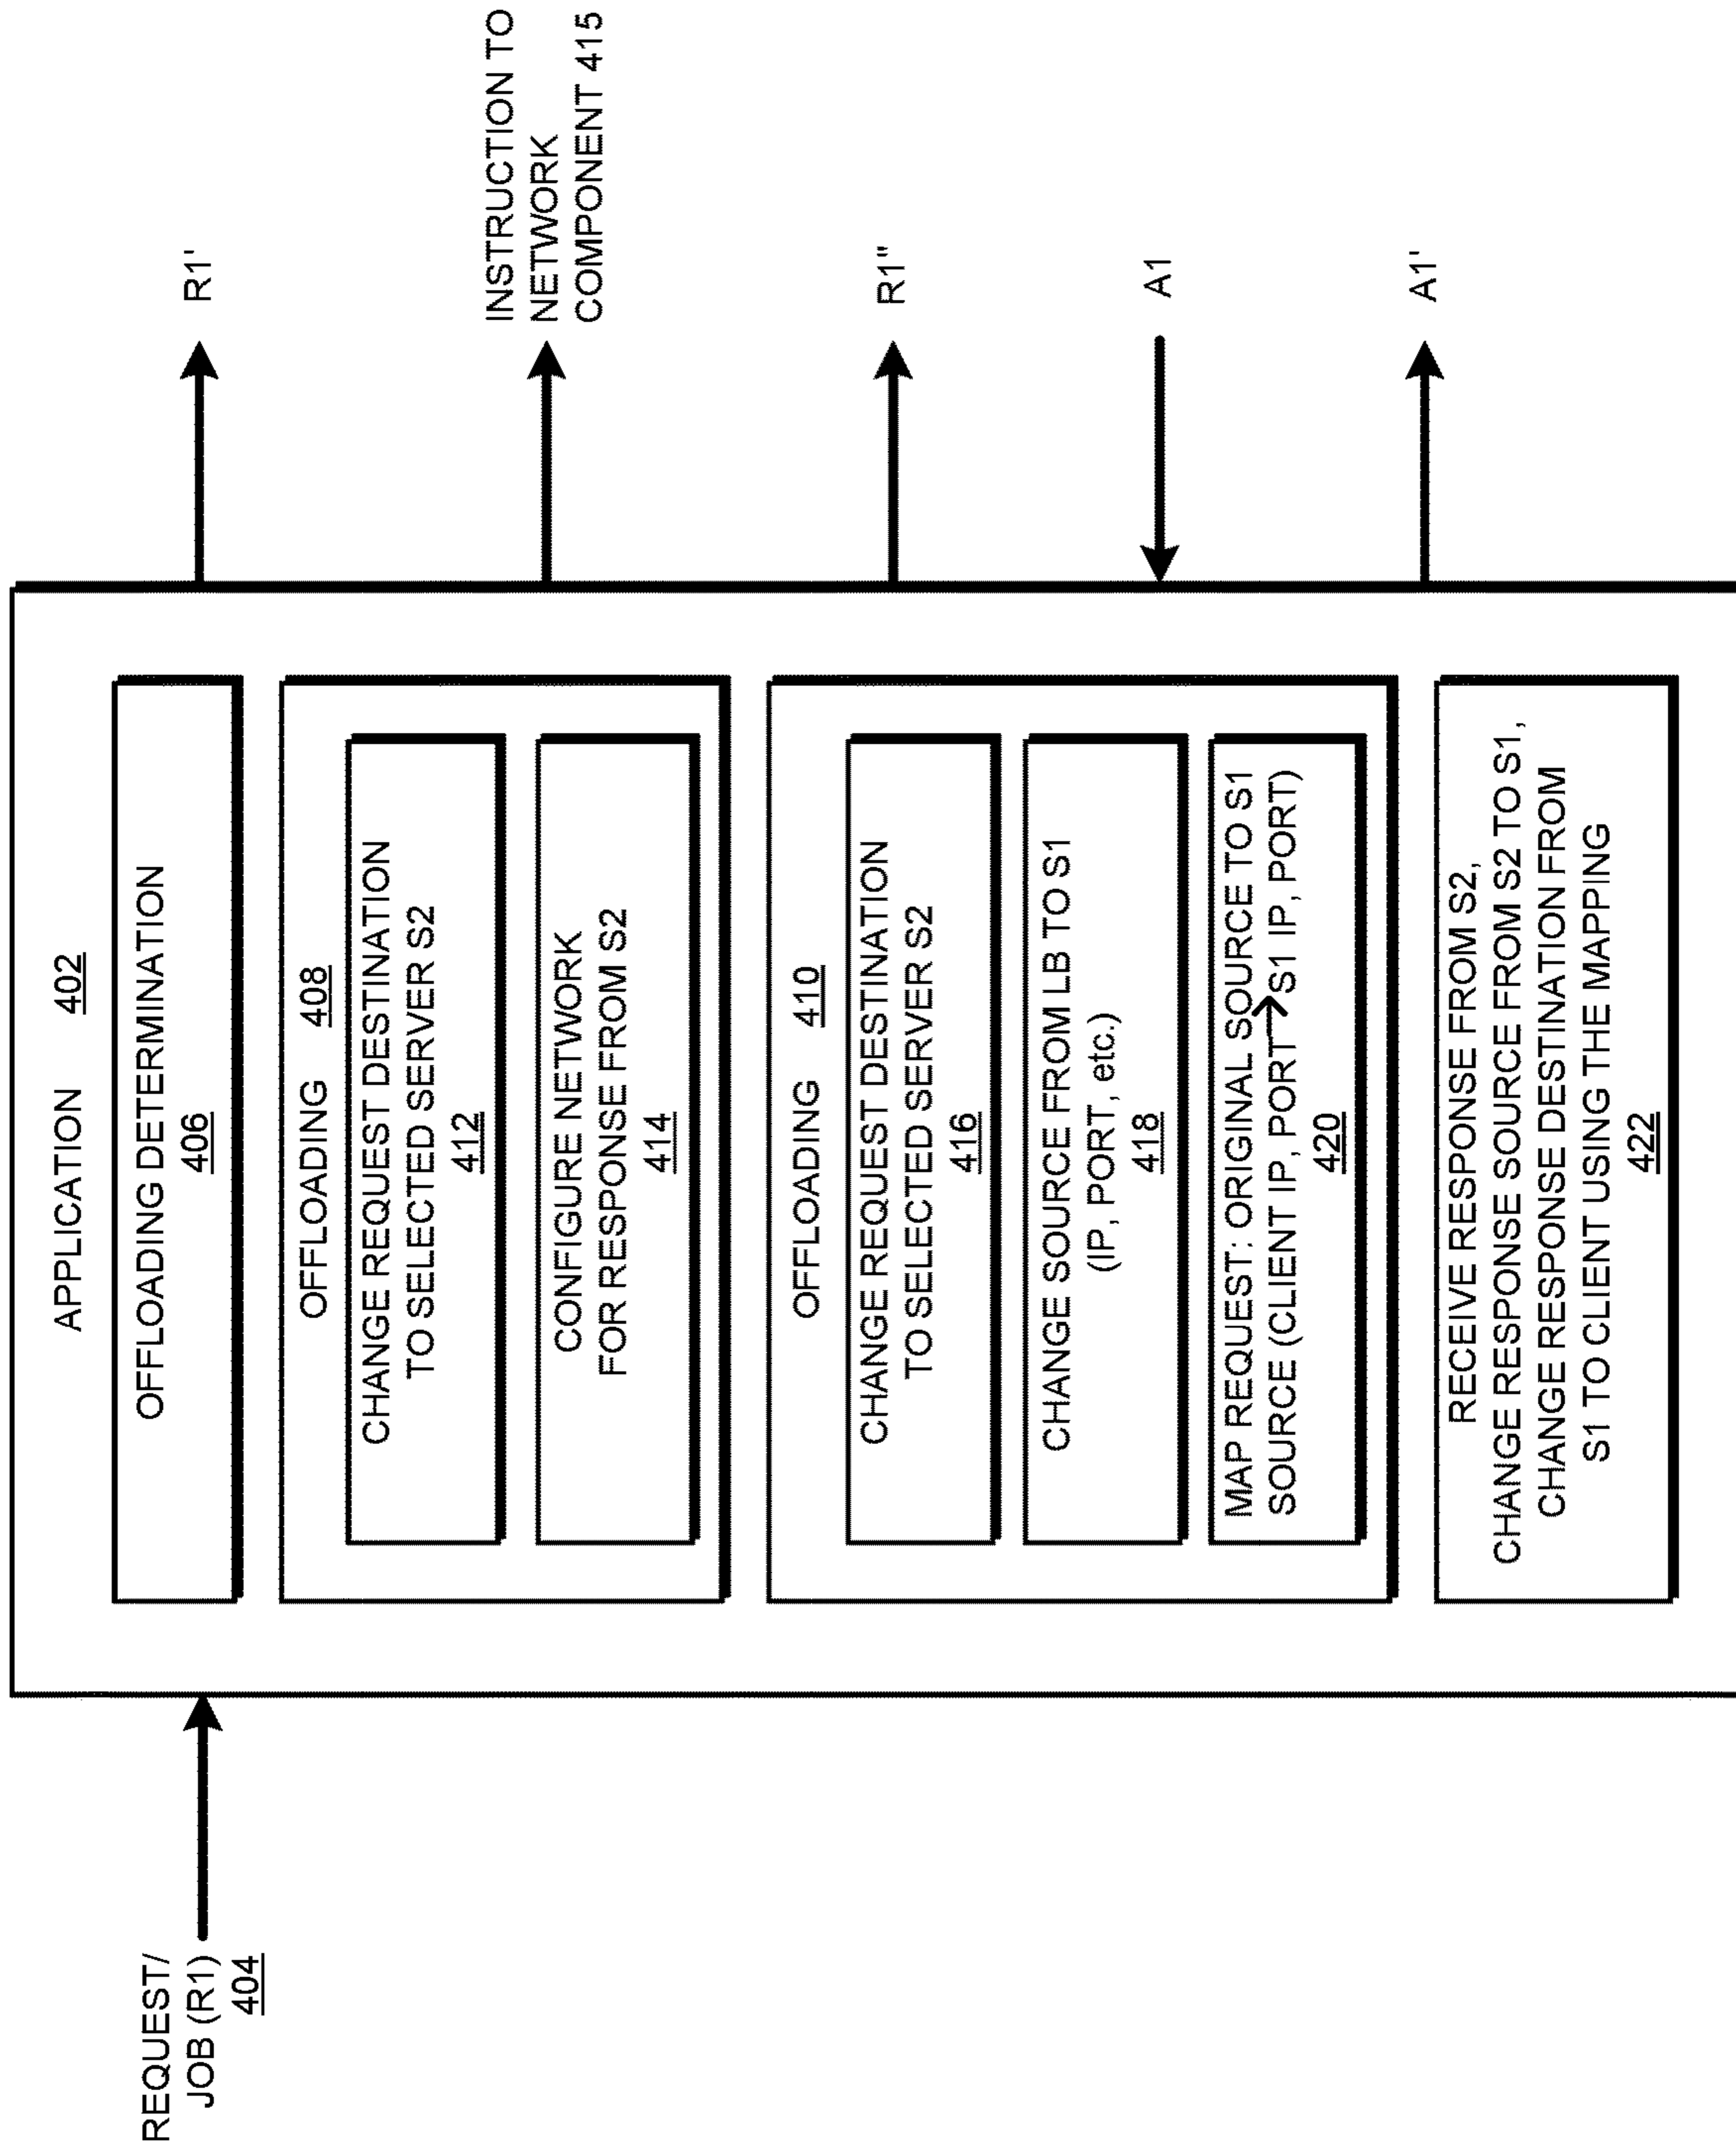 REQUEST/
JOB (R1)
404
APPLICATION 402
OFFLOADING DETERMINATION
406
OFFLOADING 408
CHANGE REQUEST DESTINATION
TO SELECTED SERVER S2
412
CONFIGURE NETWORK
FOR RESPONSE FROM S2
414
OFFLOADING 410
CHANGE REQUEST DESTINATION
TO SELECTED SERVER S2
416
CHANGE SOURCE FROM LB TO S1
(IP, PORT, etc.)
418
MAP REQUEST: ORIGINAL SOURCE TO S1
SOURCE (CLIENT IP, PORT → S1 IP, PORT)
420
RECEIVE RESPONSE FROM S2,
CHANGE RESPONSE SOURCE FROM S2 TO S1,
CHANGE RESPONSE DESTINATION FROM
S1 TO CLIENT USING THE MAPPING
422
R1'
INSTRUCTION TO
NETWORK
COMPONENT 415
R1"
A1
A1'